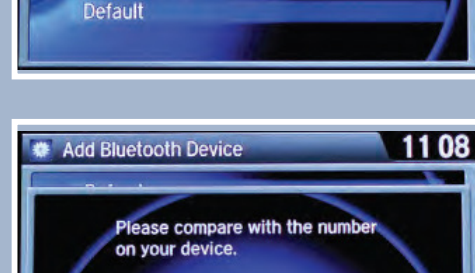 Default
Add Bluetooth Device 11 08
Please compare with the number
on your device.